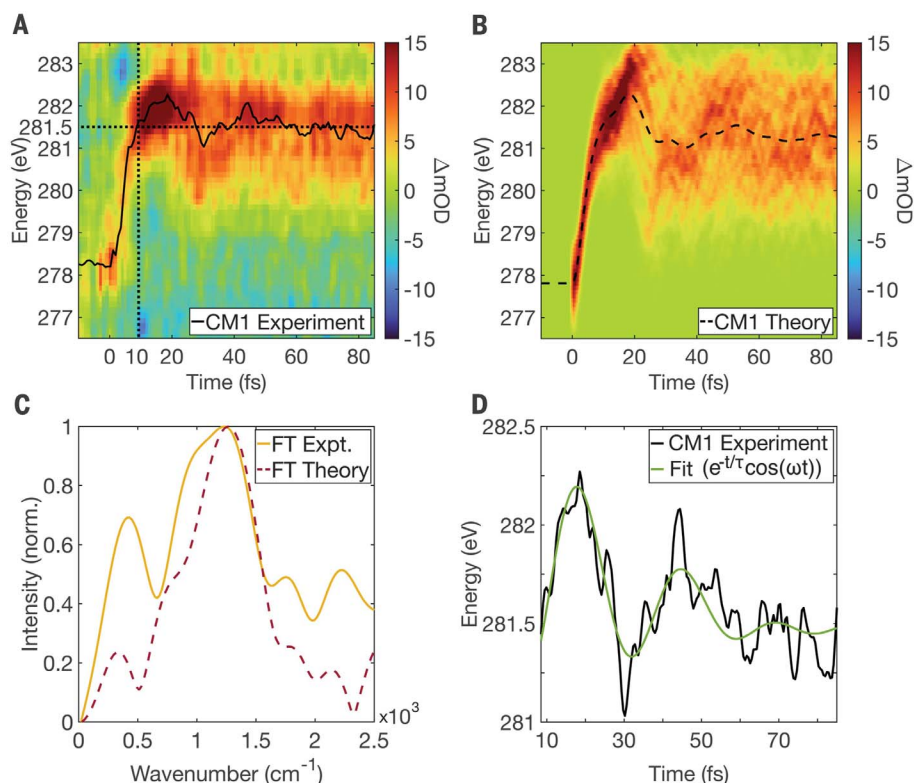 A
283
282
281.5
281
280
279
278
277
Energy (eV)
0 10 20 40 60 80
Time (fs)
CM1 Experiment
15
10
5
0
-5
-10
-15
ΔmOD
B
283
282
281
280
279
278
277
Energy (eV)
0 20 40 60 80
Time (fs)
CM1 Theory
15
10
5
0
-5
-10
-15
ΔmOD
C
1
0.8
0.6
0.4
0.2
0
Intensity (norm.)
FT Expt.
FT Theory
0 0.5 1 1.5 2 2.5
×10³
Wavenumber (cm⁻¹)
D
282.5
282
281.5
281
Energy (eV)
CM1 Experiment
Fit (e⁻ᵗ/τ cos(ωt))
10 30 50 70
Time (fs)